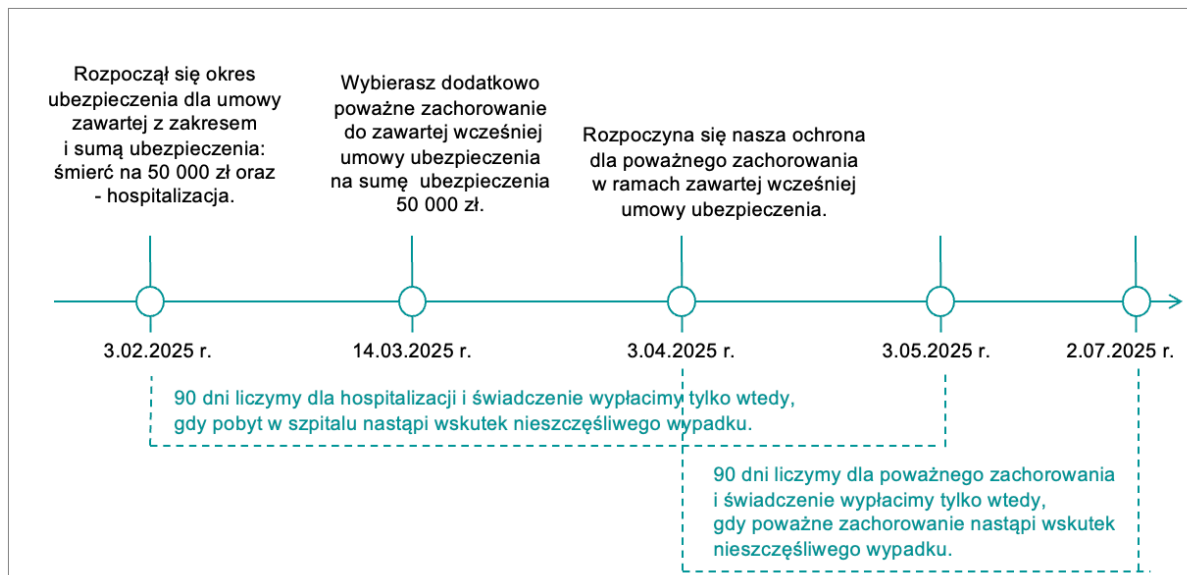 Rozpoczął się okres
ubezpieczenia dla umowy
zawartej z zakresem
i sumą ubezpieczenia:
śmierć na 50 000 zł oraz
- hospitalizacja.
Wybierasz dodatkowo
poważne zachorowanie
do zawartej wcześniej
umowy ubezpieczenia
na sumę ubezpieczenia
50 000 zł.
Rozpoczyna się nasza ochrona
dla poważnego zachorowania
w ramach zawartej wcześniej
umowy ubezpieczenia.
3.02.2025 r.
14.03.2025 r.
3.04.2025 r.
3.05.2025 r.
2.07.2025 r.
90 dni liczymy dla hospitalizacji i świadczenie wypłacimy tylko wtedy,
gdy pobyt w szpitalu nastąpi wskutek nieszczęśliwego wypadku.
90 dni liczymy dla poważnego zachorowania
i świadczenie wypłacimy tylko wtedy,
gdy poważne zachorowanie nastąpi wskutek
nieszczęśliwego wypadku.